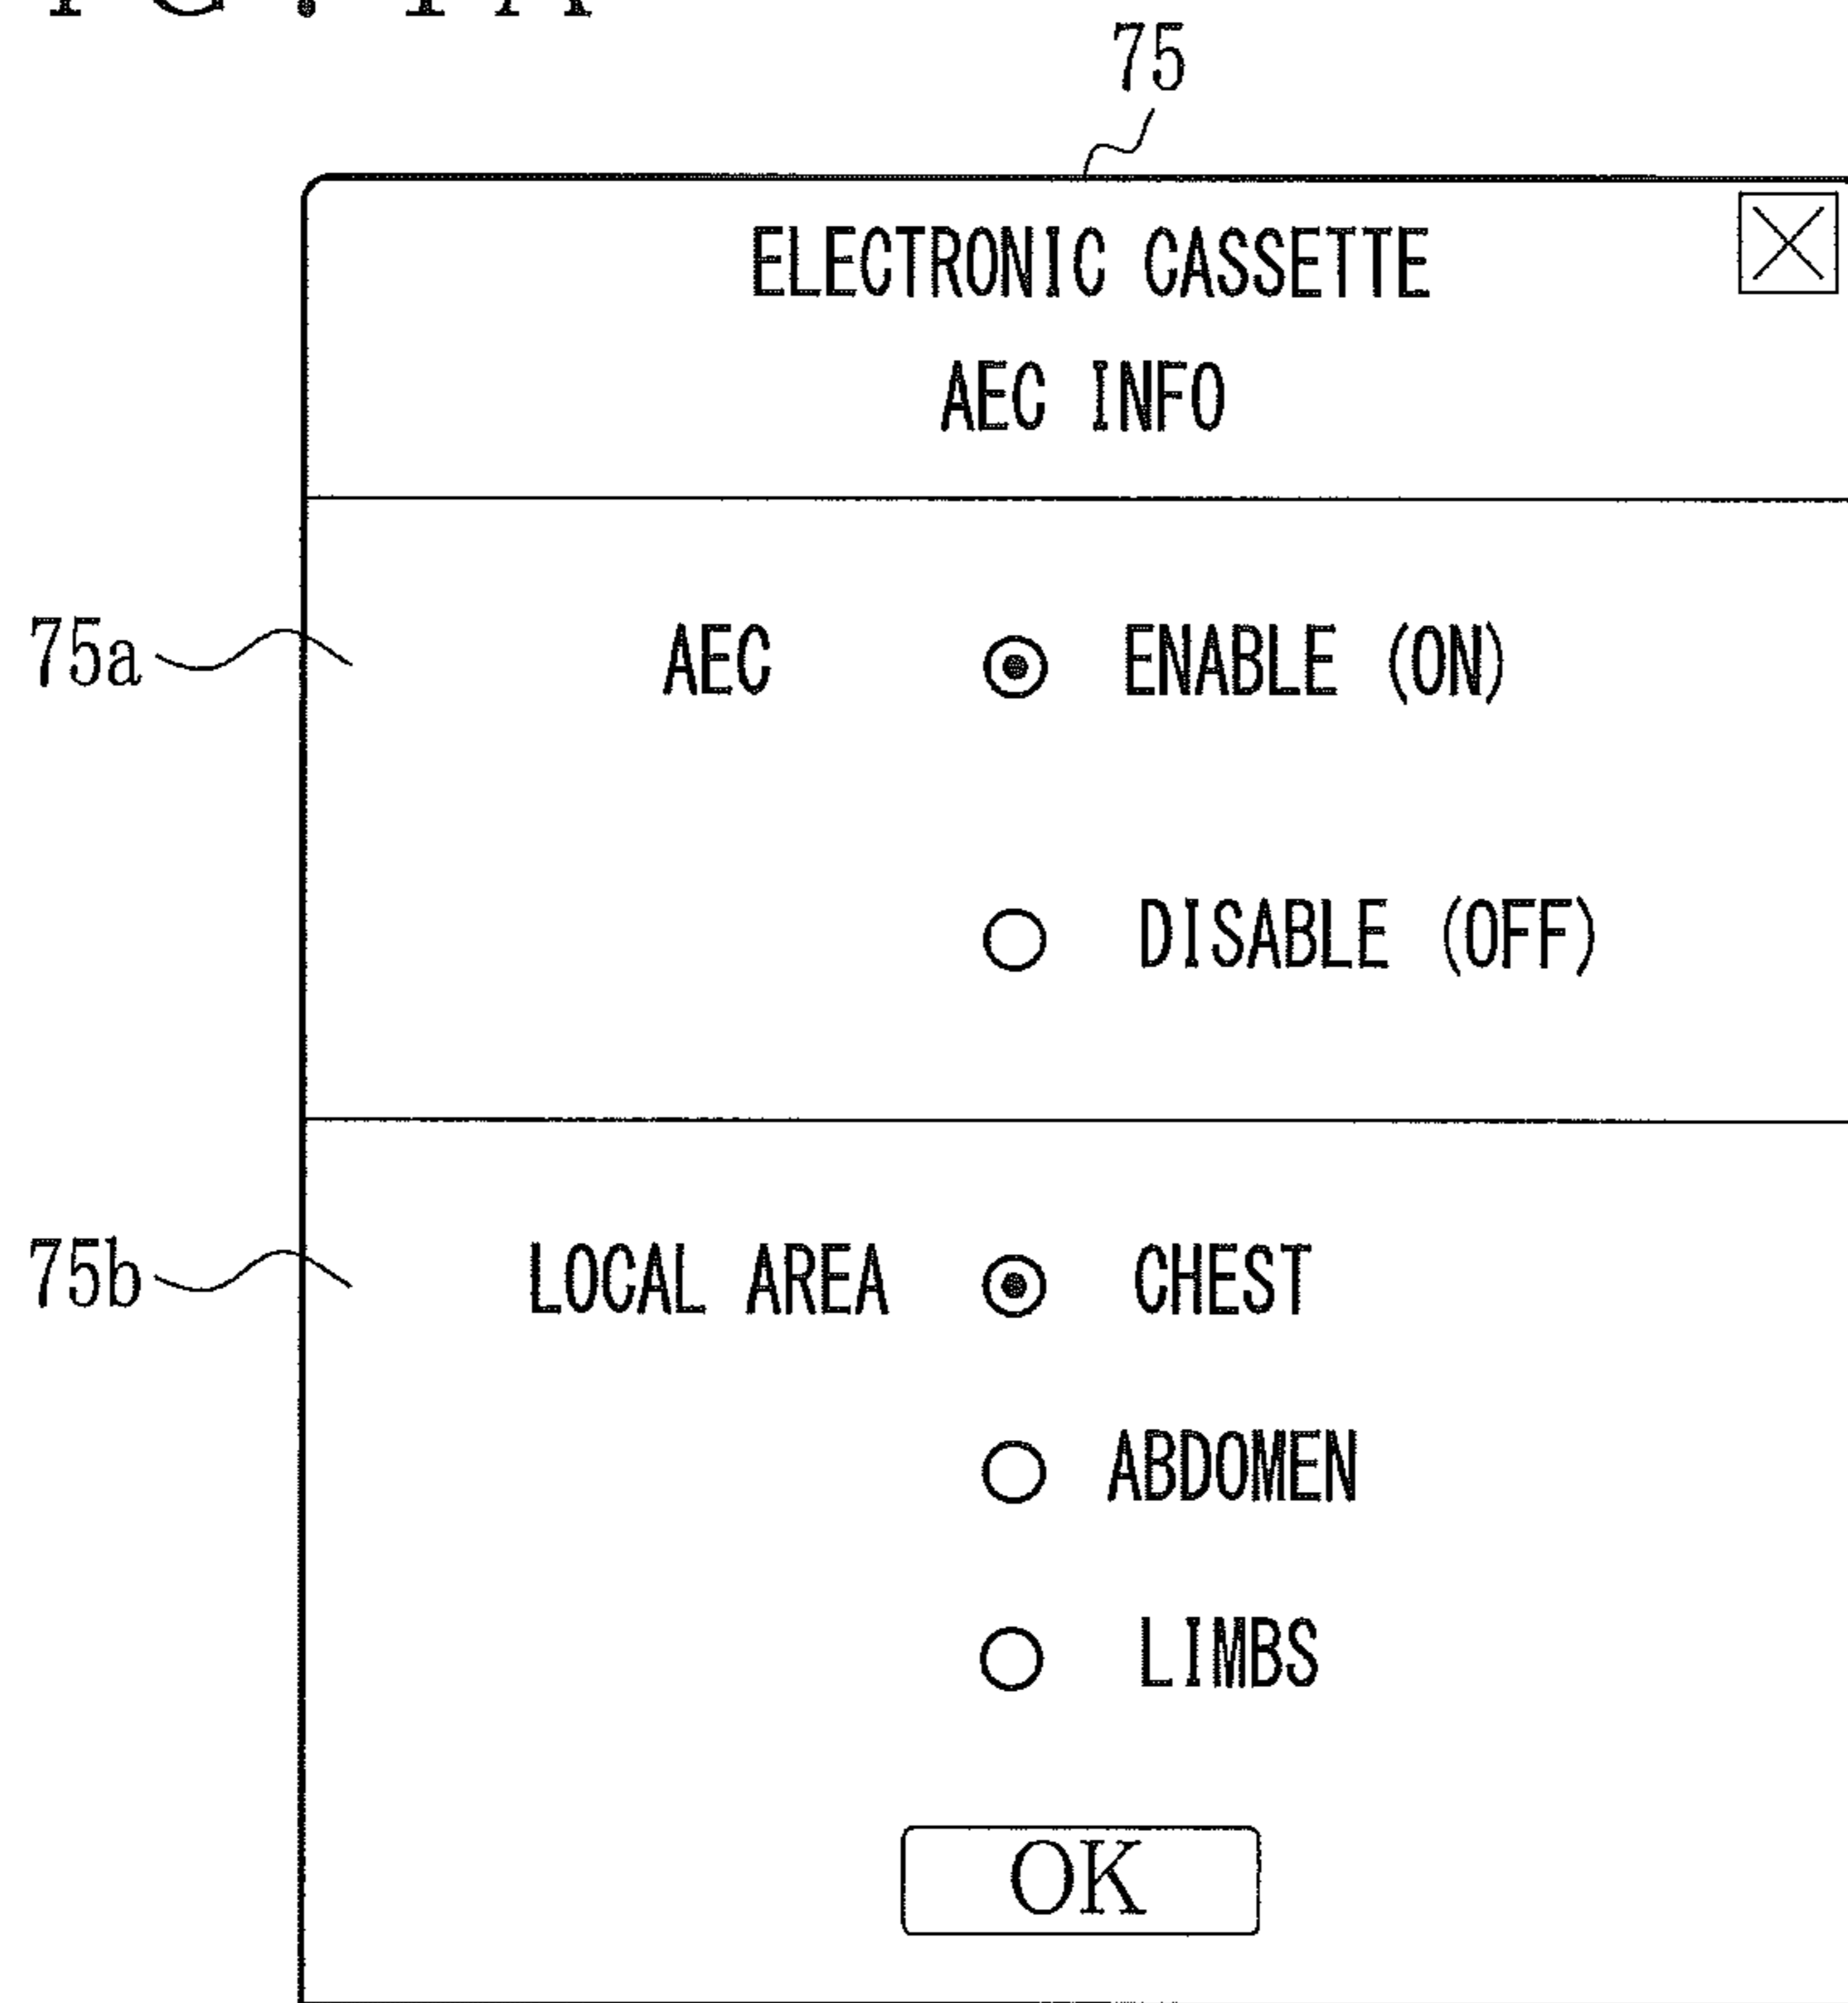 75
ELECTRONIC CASSETTE
AEC INFO
75a
AEC ENABLE (ON)
DISABLE (OFF)
75b
LOCAL AREA CHEST
ABDOMEN
LIMBS
OK